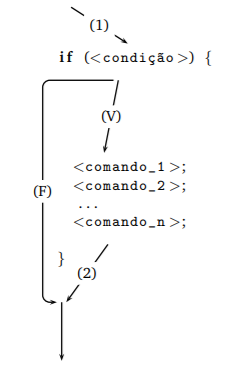 (1)
if (<condição>) {
(V)
<comando_1>;
<comando_2>;
(F)
...
<comando_n>;
}
(2)